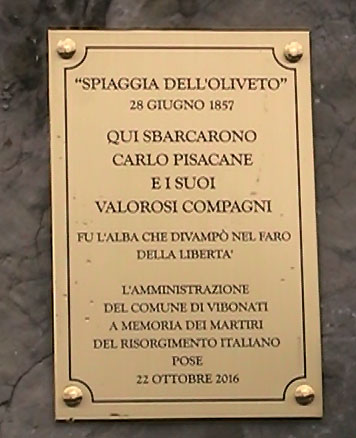 “SPIAGGIA DELL'OLIVETO”
28 GIUGNO 1857
QUI SBARCARONO
CARLO PISACANE
E I SUOI
VALOROSI COMPAGNI
FU L'ALBA CHE DIVAMPÒ NEL FARO
DELLA LIBERTA'
L'AMMINISTRAZIONE
DEL COMUNE DI VIBONATI
A MEMORIA DEI MARTIRI
DEL RISORGIMENTO ITALIANO
POSE
22 OTTOBRE 2016